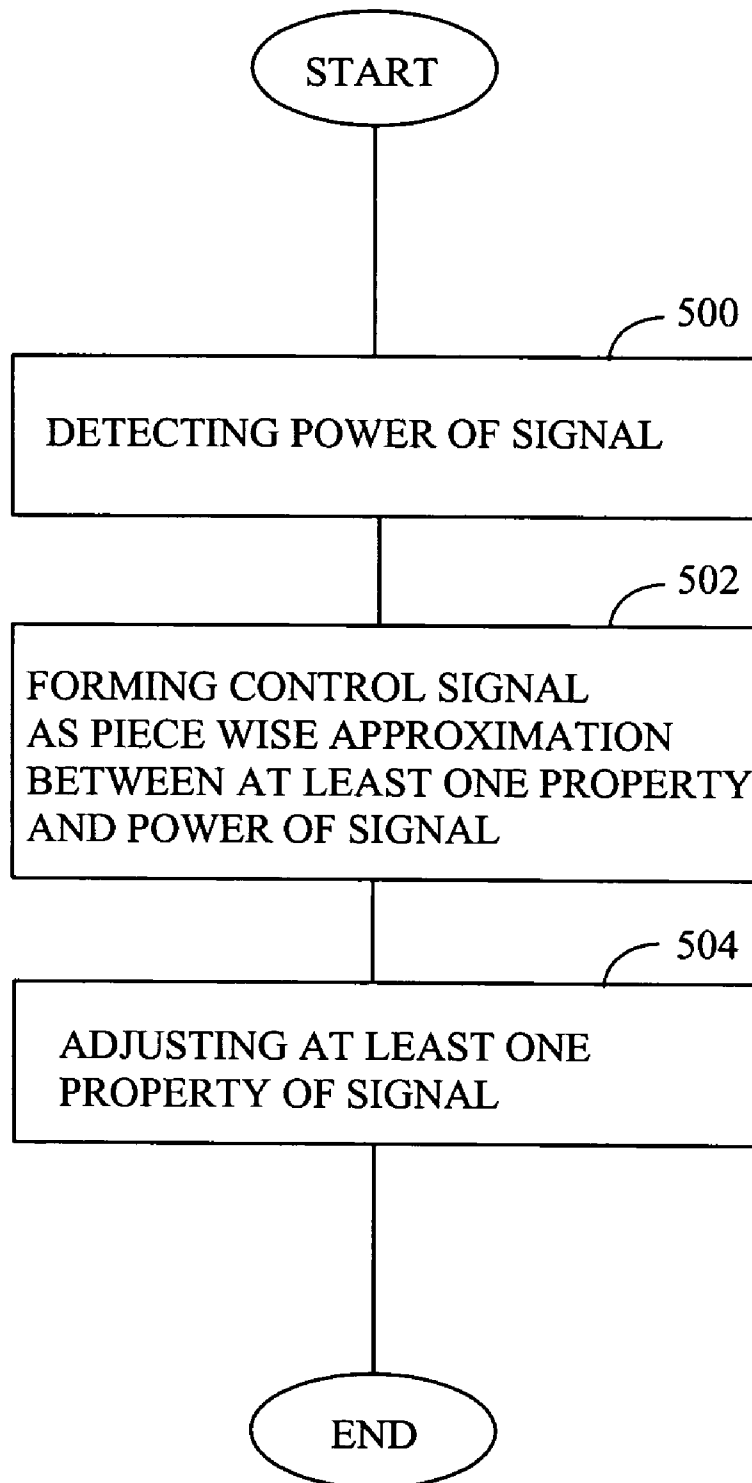 START
500
DETECTING POWER OF SIGNAL
502
FORMING CONTROL SIGNAL
AS PIECE WISE APPROXIMATION
BETWEEN AT LEAST ONE PROPERTY
AND POWER OF SIGNAL
504
ADJUSTING AT LEAST ONE
PROPERTY OF SIGNAL
END